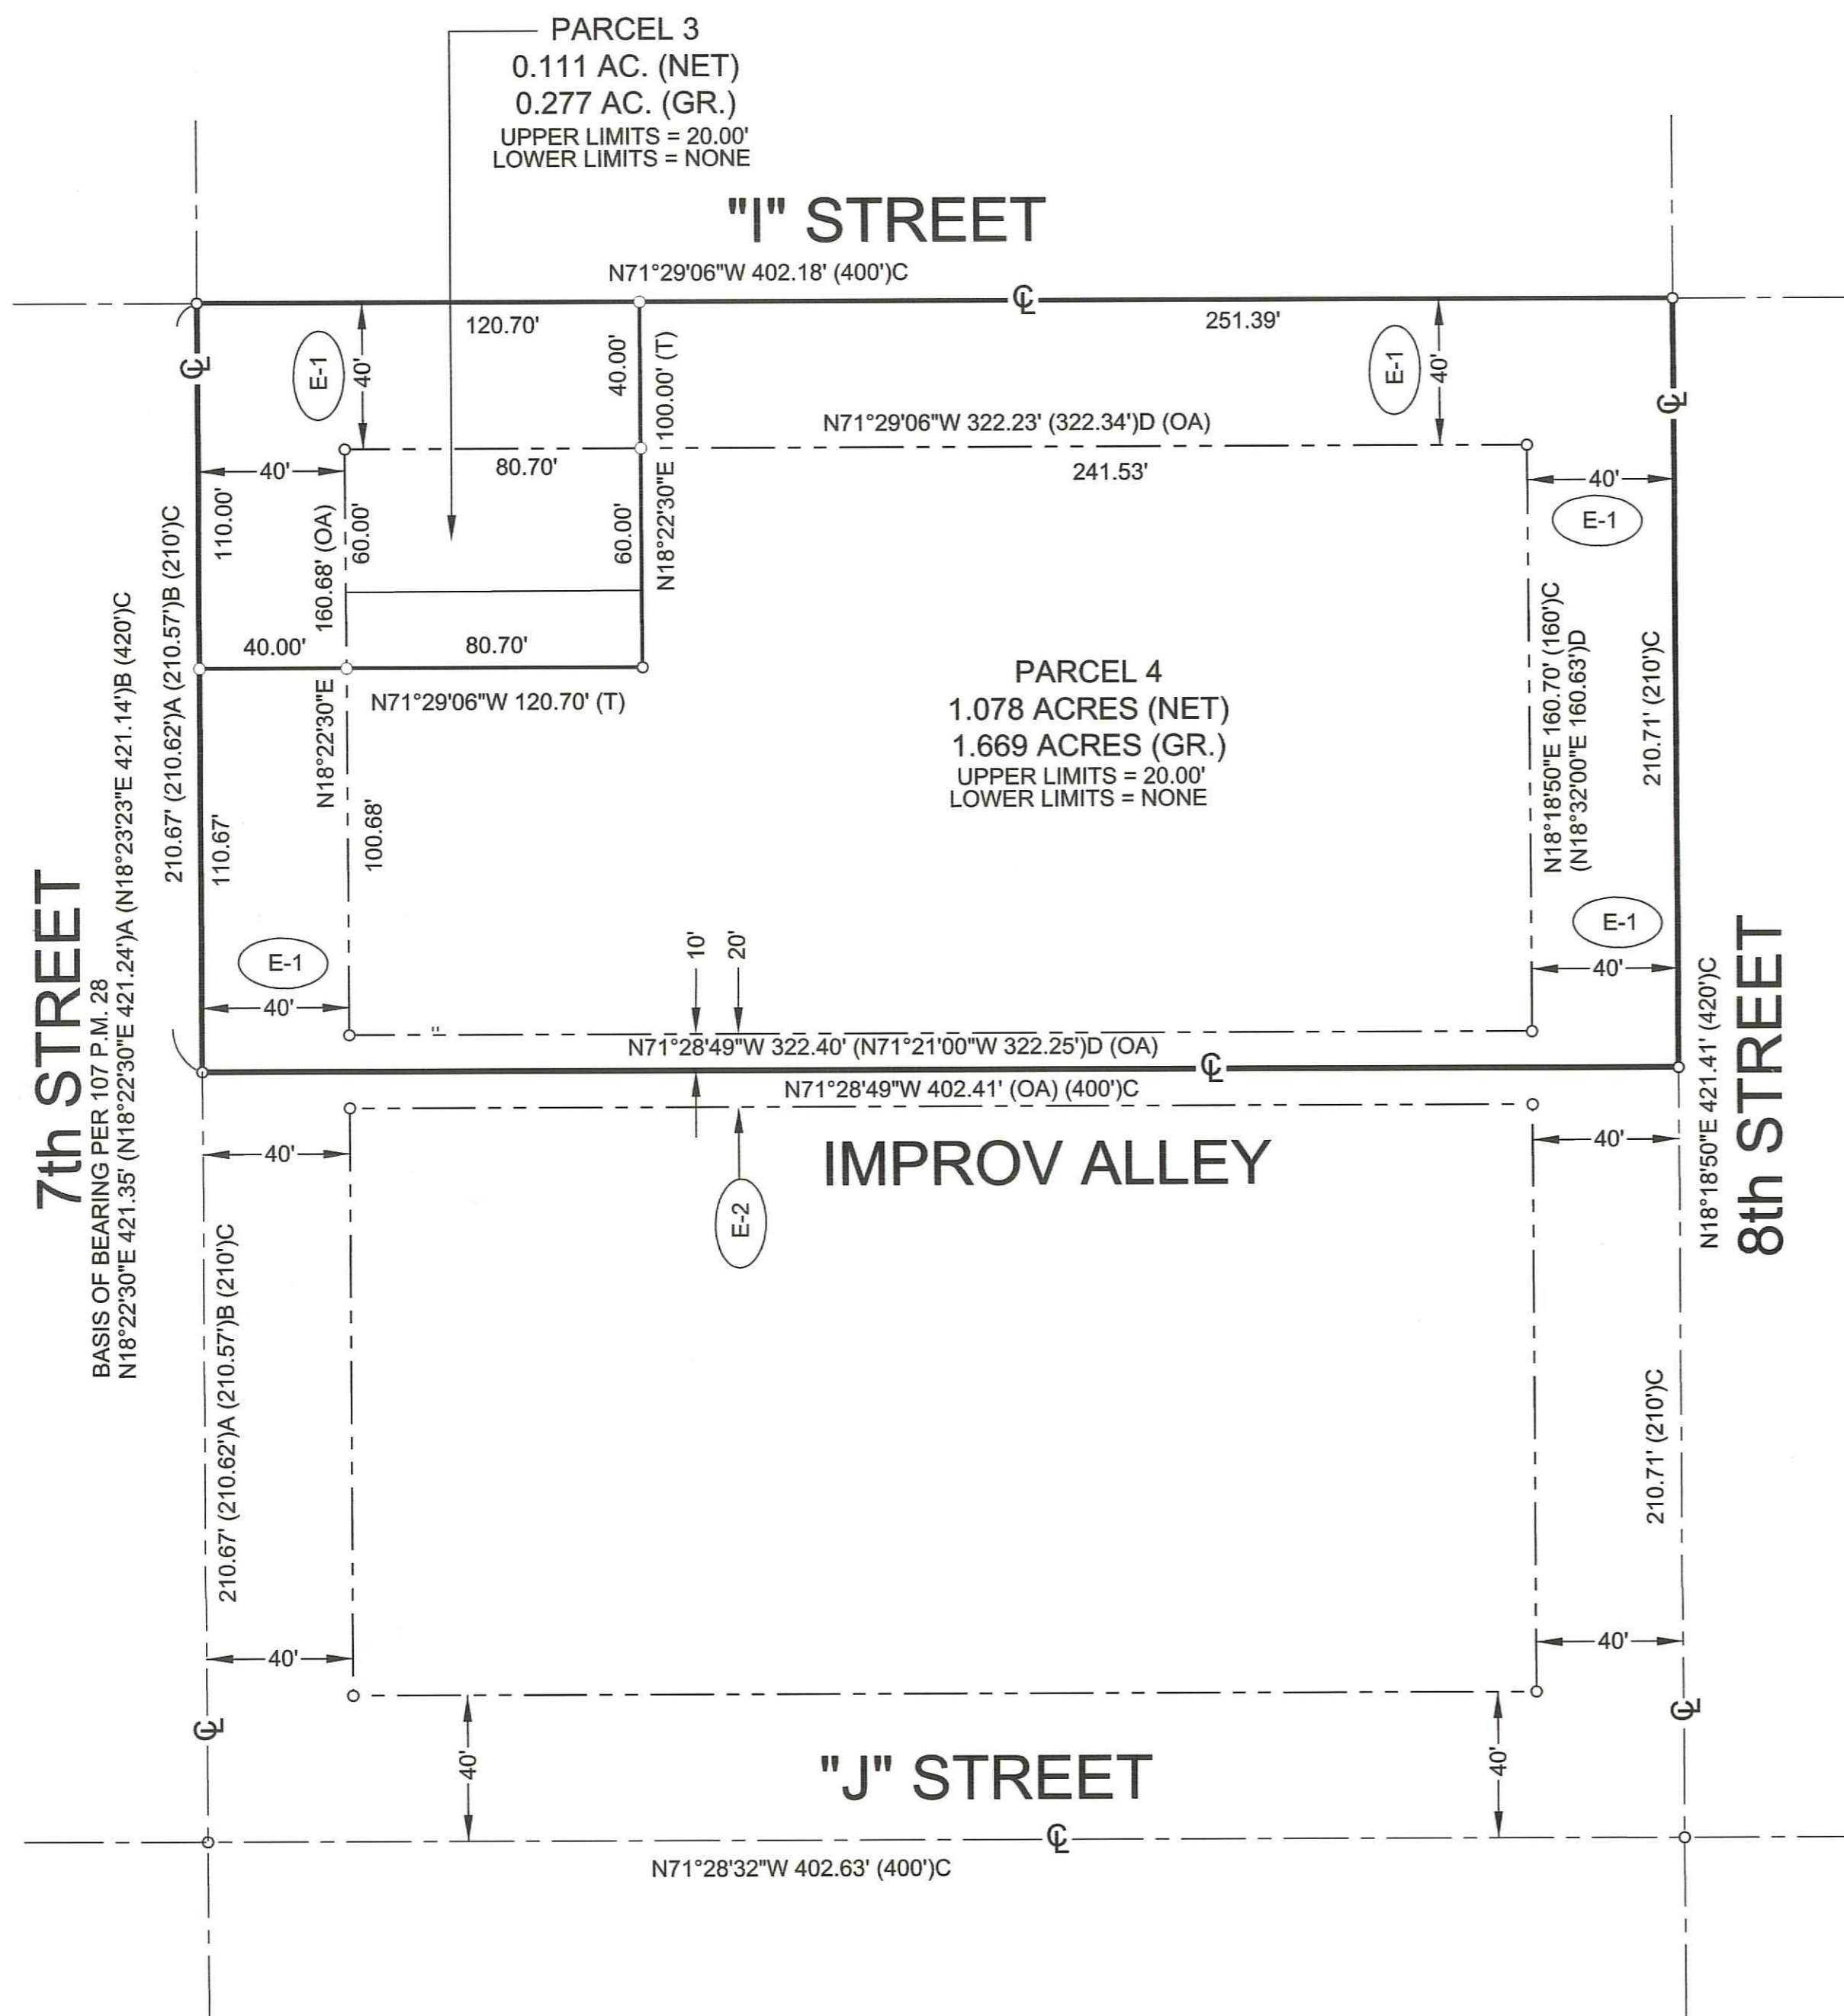 PARCEL 3
0.111 AC. (NET)
0.277 AC. (GR.)
UPPER LIMITS = 20.00'
LOWER LIMITS = NONE
"I" STREET
N71°29'06"W 402.18' (400')C
℄
120.70'
251.39'
℄
E-1
40'
40.00'
N18°22'30"E 100.00' (T)
E-1
40'
℄
N71°29'06"W 322.23' (322.34')D (OA)
40'
80.70'
241.53'
40'
E-1
110.00'
160.68' (OA)
60.00'
60.00'
210.67' (210.62')A (210.57')B (210')C
40.00'
80.70'
N18°22'30"E
N71°29'06"W 120.70' (T)
PARCEL 4
1.078 ACRES (NET)
1.669 ACRES (GR.)
UPPER LIMITS = 20.00'
LOWER LIMITS = NONE
N18°18'50"E 160.70' (160')C
(N18°32'00"E 160.63')D
210.71' (210')C
110.67'
100.68'
7th STREET
BASIS OF BEARING PER 107 P.M. 28
N18°22'30"E 421.35' (N18°22'30"E 421.24')A (N18°23'23"E 421.14')B (420')C
E-1
40'
10'
20'
E-1
40'
"
N71°28'49"W 322.40' (N71°21'00"W 322.25')D (OA)
℄
N71°28'49"W 402.41' (OA) (400')C
N18°18'50"E 421.41' (420')C
8th STREET
40'
IMPROV ALLEY
40'
E-2
210.67' (210.62')A (210.57')B (210')C
210.71' (210')C
40'
40'
℄
℄
40'
"J" STREET
40'
℄
N71°28'32"W 402.63' (400')C